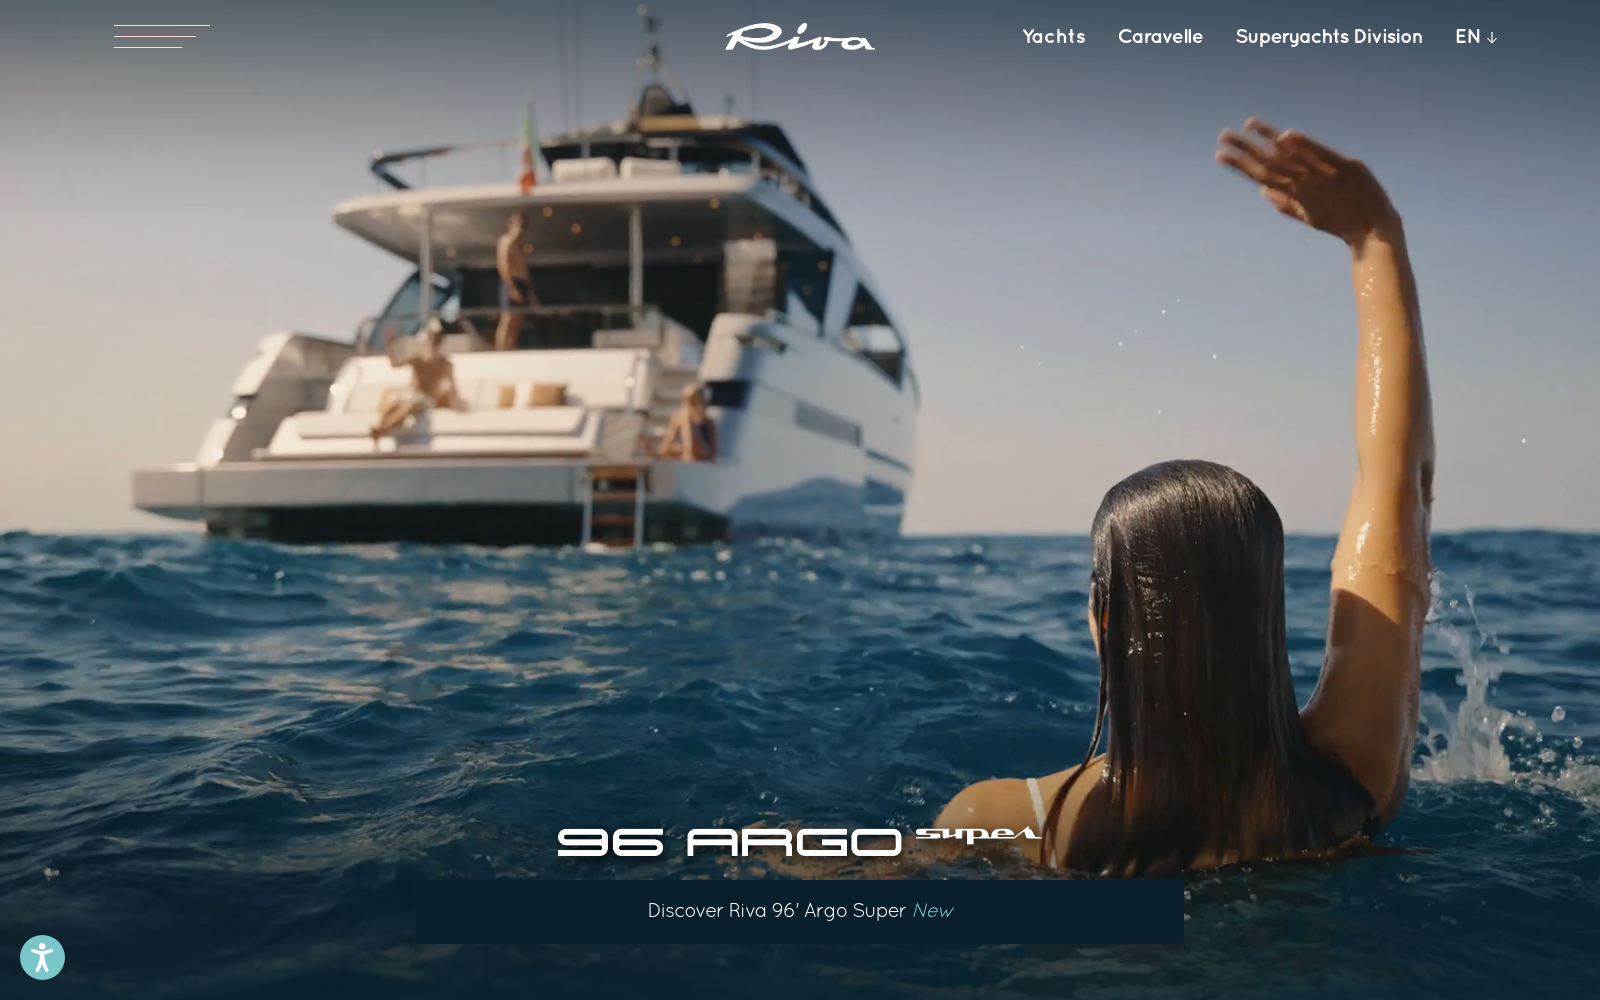 Riva
Yachts Caravelle Superyachts Division EN ↓
96 ARGO super
Discover Riva 96' Argo Super New